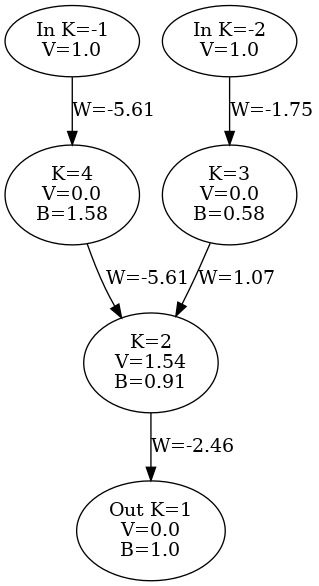 In K=-1
V=1.0
In K=-2
V=1.0
W=-5.61
W=-1.75
K=4
V=0.0
B=1.58
K=3
V=0.0
B=0.58
W=-5.61
W=1.07
K=2
V=1.54
B=0.91
W=-2.46
Out K=1
V=0.0
B=1.0